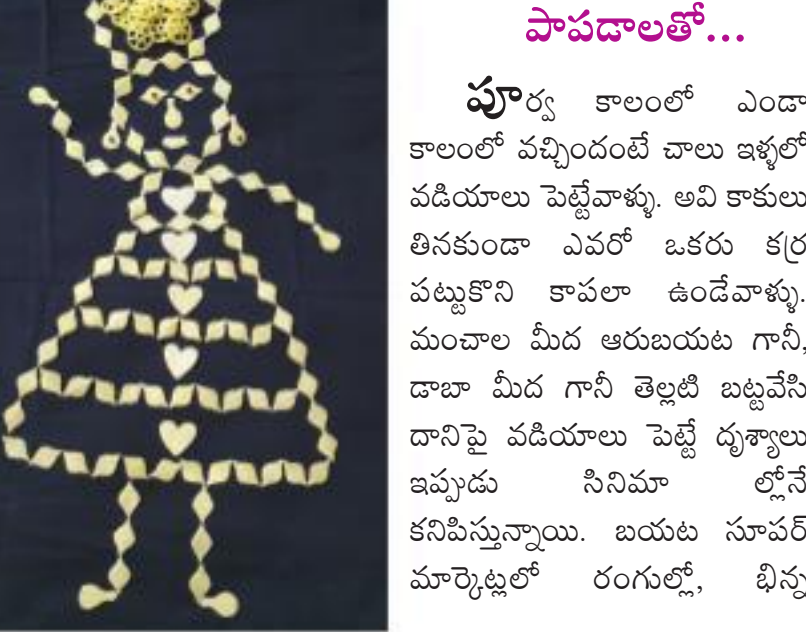 పాపడాలతో...
పూర్వ కాలంలో ఎండా
కాలంలో వచ్చిందంటే చాలు ఇళ్ళలో
వడియాలు పెట్టేవాళ్ళు. అవి కాకులు
తినకుండా ఎవరో ఒకరు కర్ర
పట్టుకొని కాపలా ఉండేవాళ్ళు.
మంచాల మీద ఆరుబయట గానీ,
డాబా మీద గానీ తెల్లటి బట్టవేసి
దానిపై వడియాలు పెట్టే దృశ్యాలు
ఇప్పుడు సినిమా ల్లోనే
కనిపిస్తున్నాయి. బయట సూపర్
మార్కెట్లలో రంగుల్లో, భిన్న